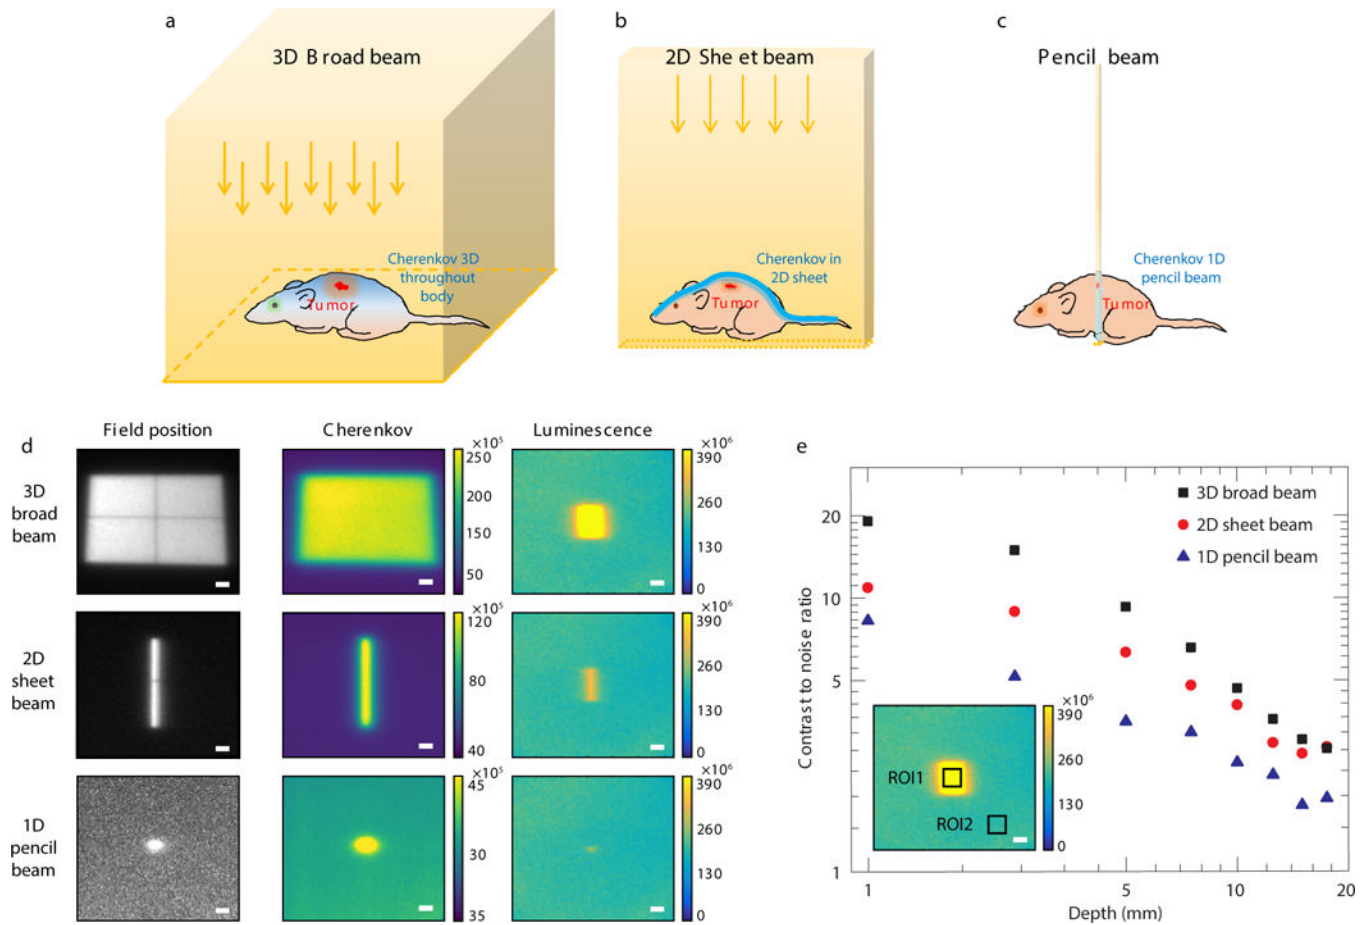 a
3D B road beam
Cherenkov 3D
throughout
body
Tumor
b
2D She et beam
Cherenkov in
2D sheet
Tumor
c
Pencil beam
Cherenkov 1D
pencil beam
Tumor
d
Field position
Cherenkov
Luminescence
3D
broad
beam
×10⁵
250
200
100
50
×10⁶
390
260
130
0
2D
sheet
beam
×10⁵
120
80
40
×10⁶
390
260
130
0
1D
pencil
beam
×10⁵
45
30
35
×10⁶
390
260
130
0
e
Contrast to noise ratio
20
10
5
1
3D broad beam
2D sheet beam
1D pencil beam
ROI1
ROI2
×10⁶
390
260
130
0
1
5
10
20
Depth (mm)